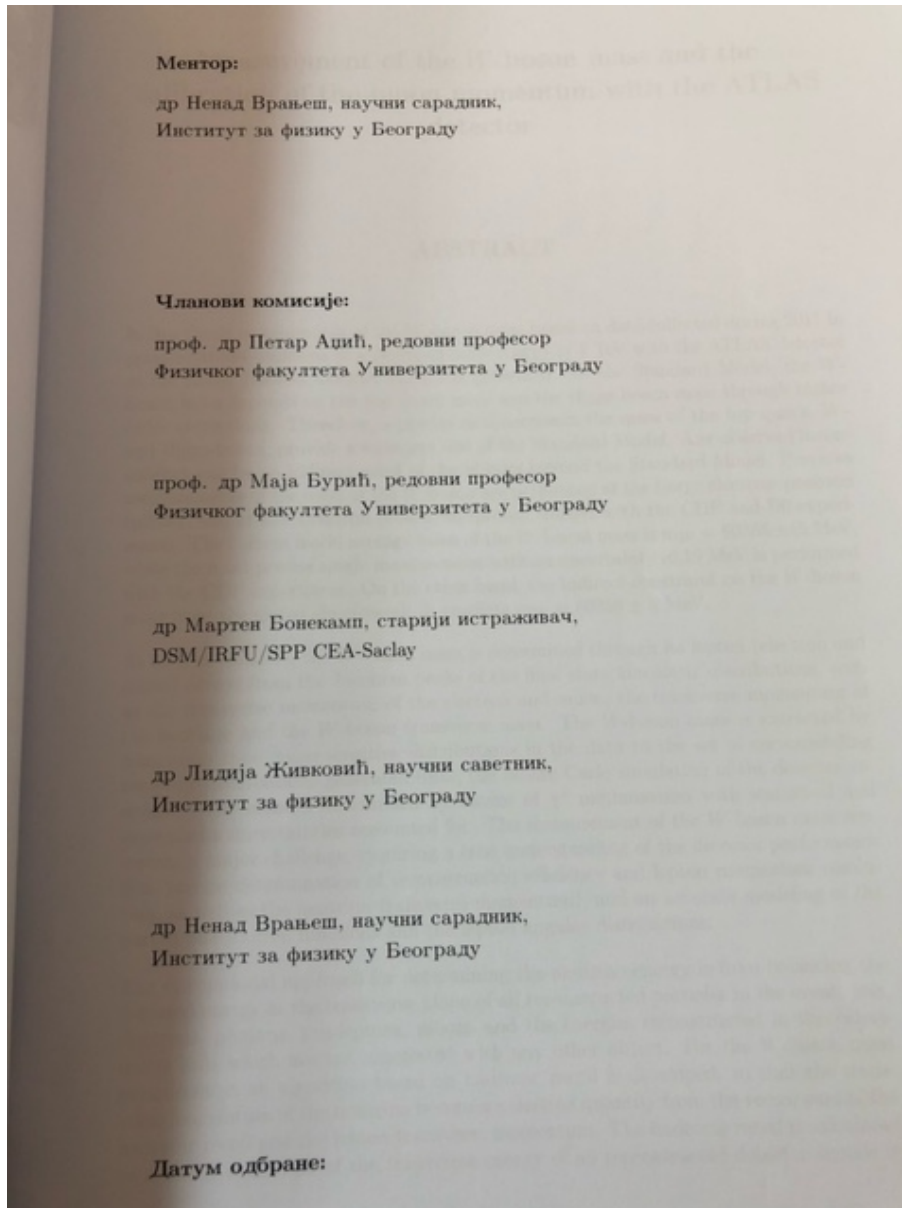 Ментор:
др Ненад Врањеш, научни сарадник,
Институт за физику у Београду
Чланови комисије:
проф. др Петар Аџић, редовни професор
Физичког факултета Универзитета у Београду
проф. др Маја Бурић, редовни професор
Физичког факултета Универзитета у Београду
др Мартен Бонекамп, старији истраживач,
DSM/IRFU/SPP CEA-Saclay
др Лидија Живковић, научни саветник,
Институт за физику у Београду
др Ненад Врањеш, научни сарадник,
Институт за физику у Београду
Датум одбране: